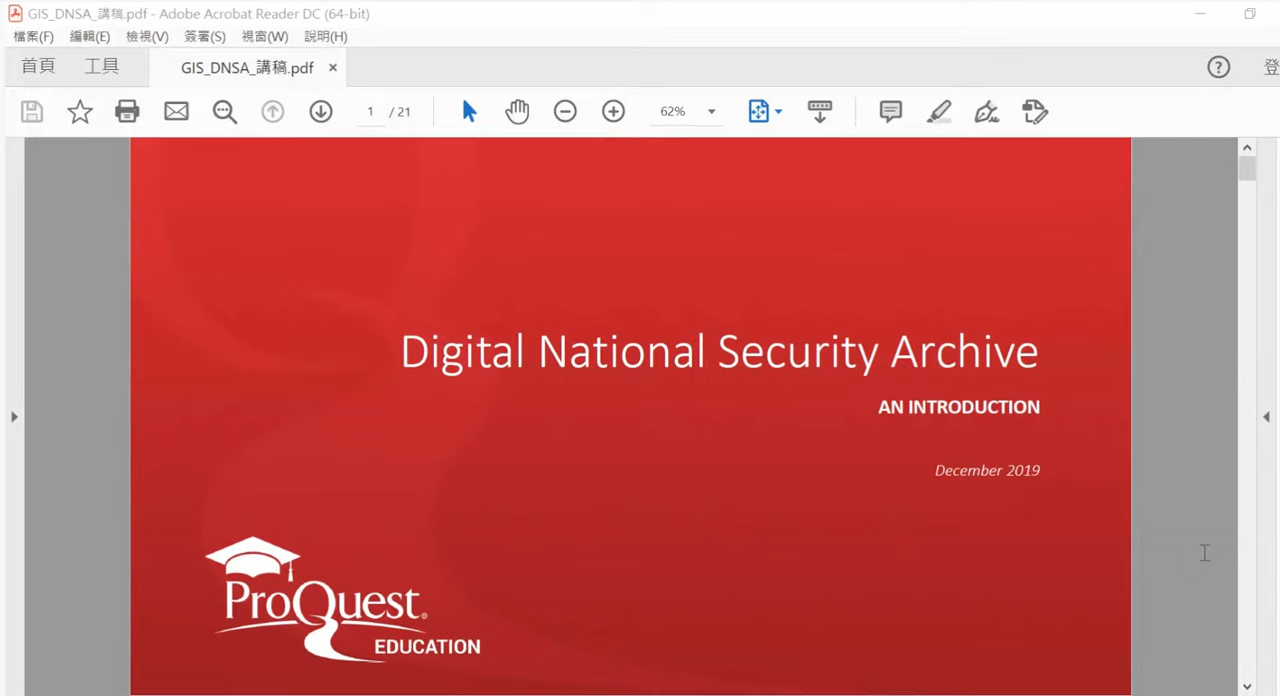 GIS_DNSA_講稿.pdf - Adobe Acrobat Reader DC (64-bit)
檔案(F) 編輯(E) 檢視(V) 簽署(S) 視窗(W) 說明(H)
首頁 工具 GIS_DNSA_講稿.pdf × ? 登
1 / 21 62%
Digital National Security Archive
AN INTRODUCTION
December 2019
ProQuest®
EDUCATION